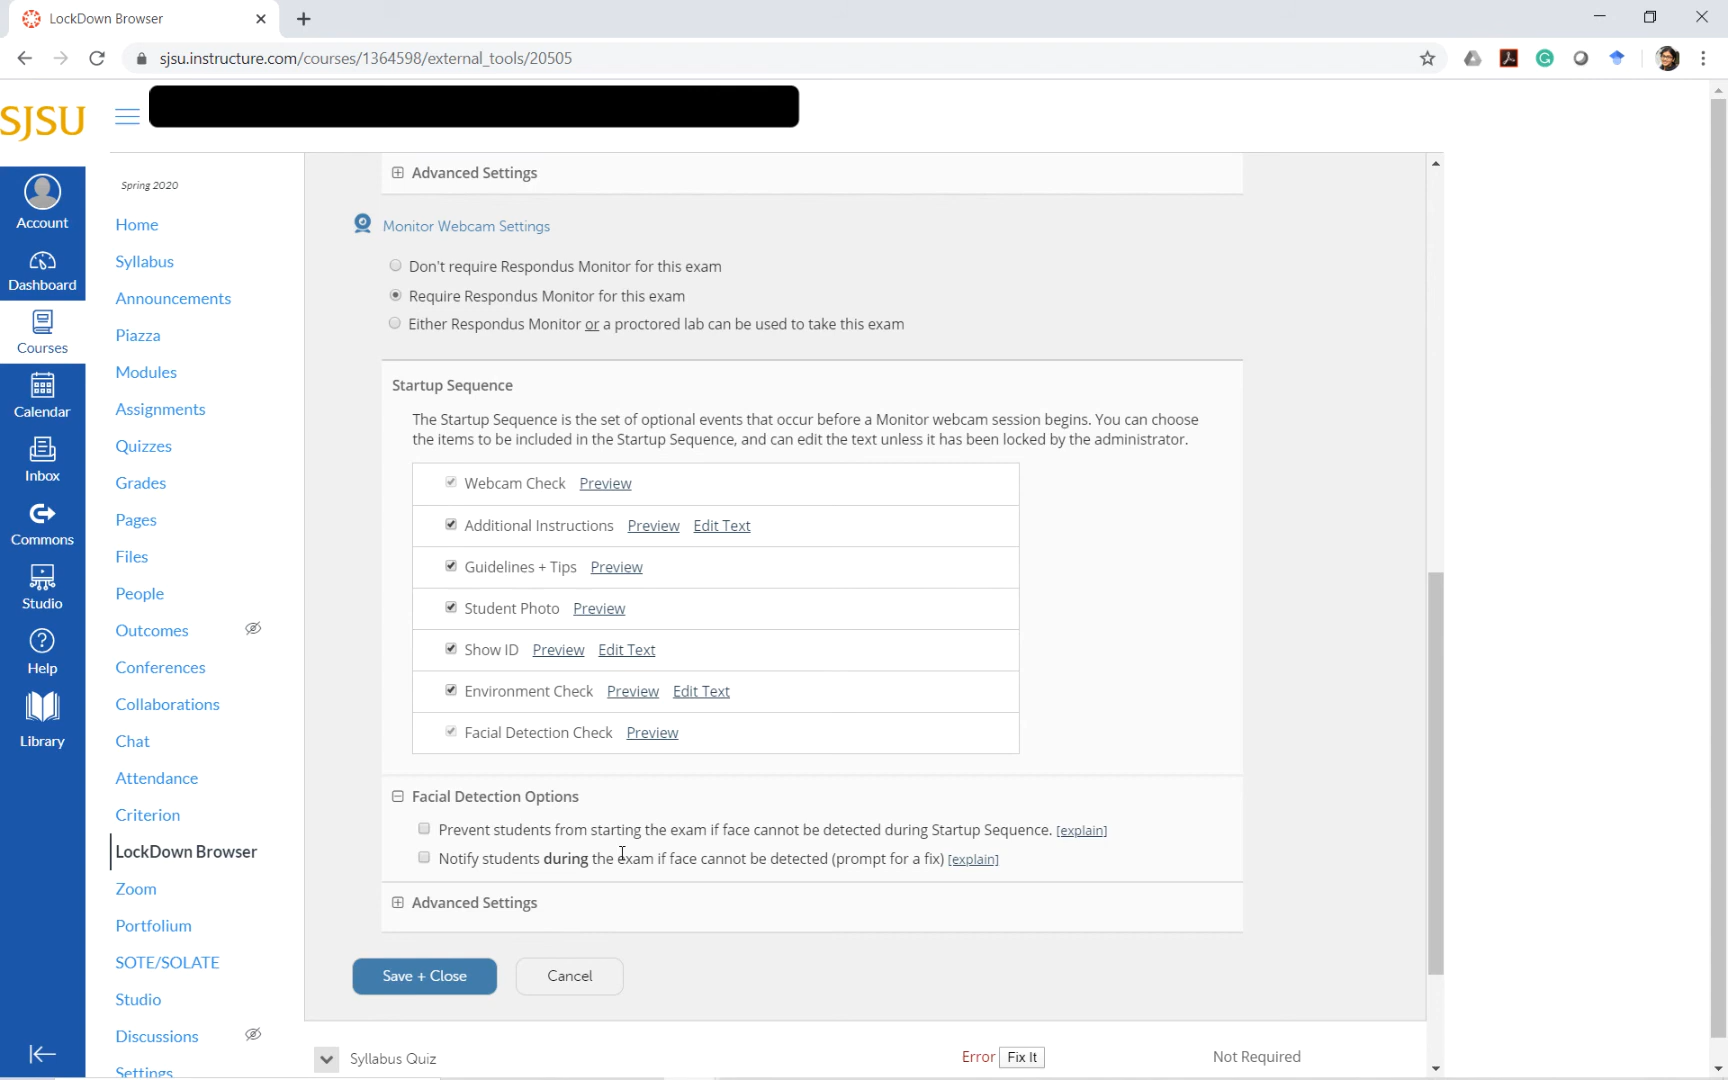 LockDown Browser
sjsu.instructure.com/courses/1364598/external_tools/20505
SJSU
Account
Dashboard
Courses
Calendar
Inbox
Commons
Studio
Help
Library
Spring 2020
Home
Syllabus
Announcements
Piazza
Modules
Assignments
Quizzes
Grades
Pages
Files
People
Outcomes
Conferences
Collaborations
Chat
Attendance
Criterion
LockDown Browser
Zoom
Portfolium
SOTE/SOLATE
Studio
Discussions
Settings
Advanced Settings
Monitor Webcam Settings
Don't require Respondus Monitor for this exam
Require Respondus Monitor for this exam
Either Respondus Monitor or a proctored lab can be used to take this exam
Startup Sequence
The Startup Sequence is the set of optional events that occur before a Monitor webcam session begins. You can choose
the items to be included in the Startup Sequence, and can edit the text unless it has been locked by the administrator.
Webcam Check Preview
Additional Instructions Preview Edit Text
Guidelines + Tips Preview
Student Photo Preview
Show ID Preview Edit Text
Environment Check Preview Edit Text
Facial Detection Check Preview
Facial Detection Options
Prevent students from starting the exam if face cannot be detected during Startup Sequence. [explain]
Notify students during the exam if face cannot be detected (prompt for a fix) [explain]
Advanced Settings
Save + Close Cancel
Syllabus Quiz Error Fix It Not Required